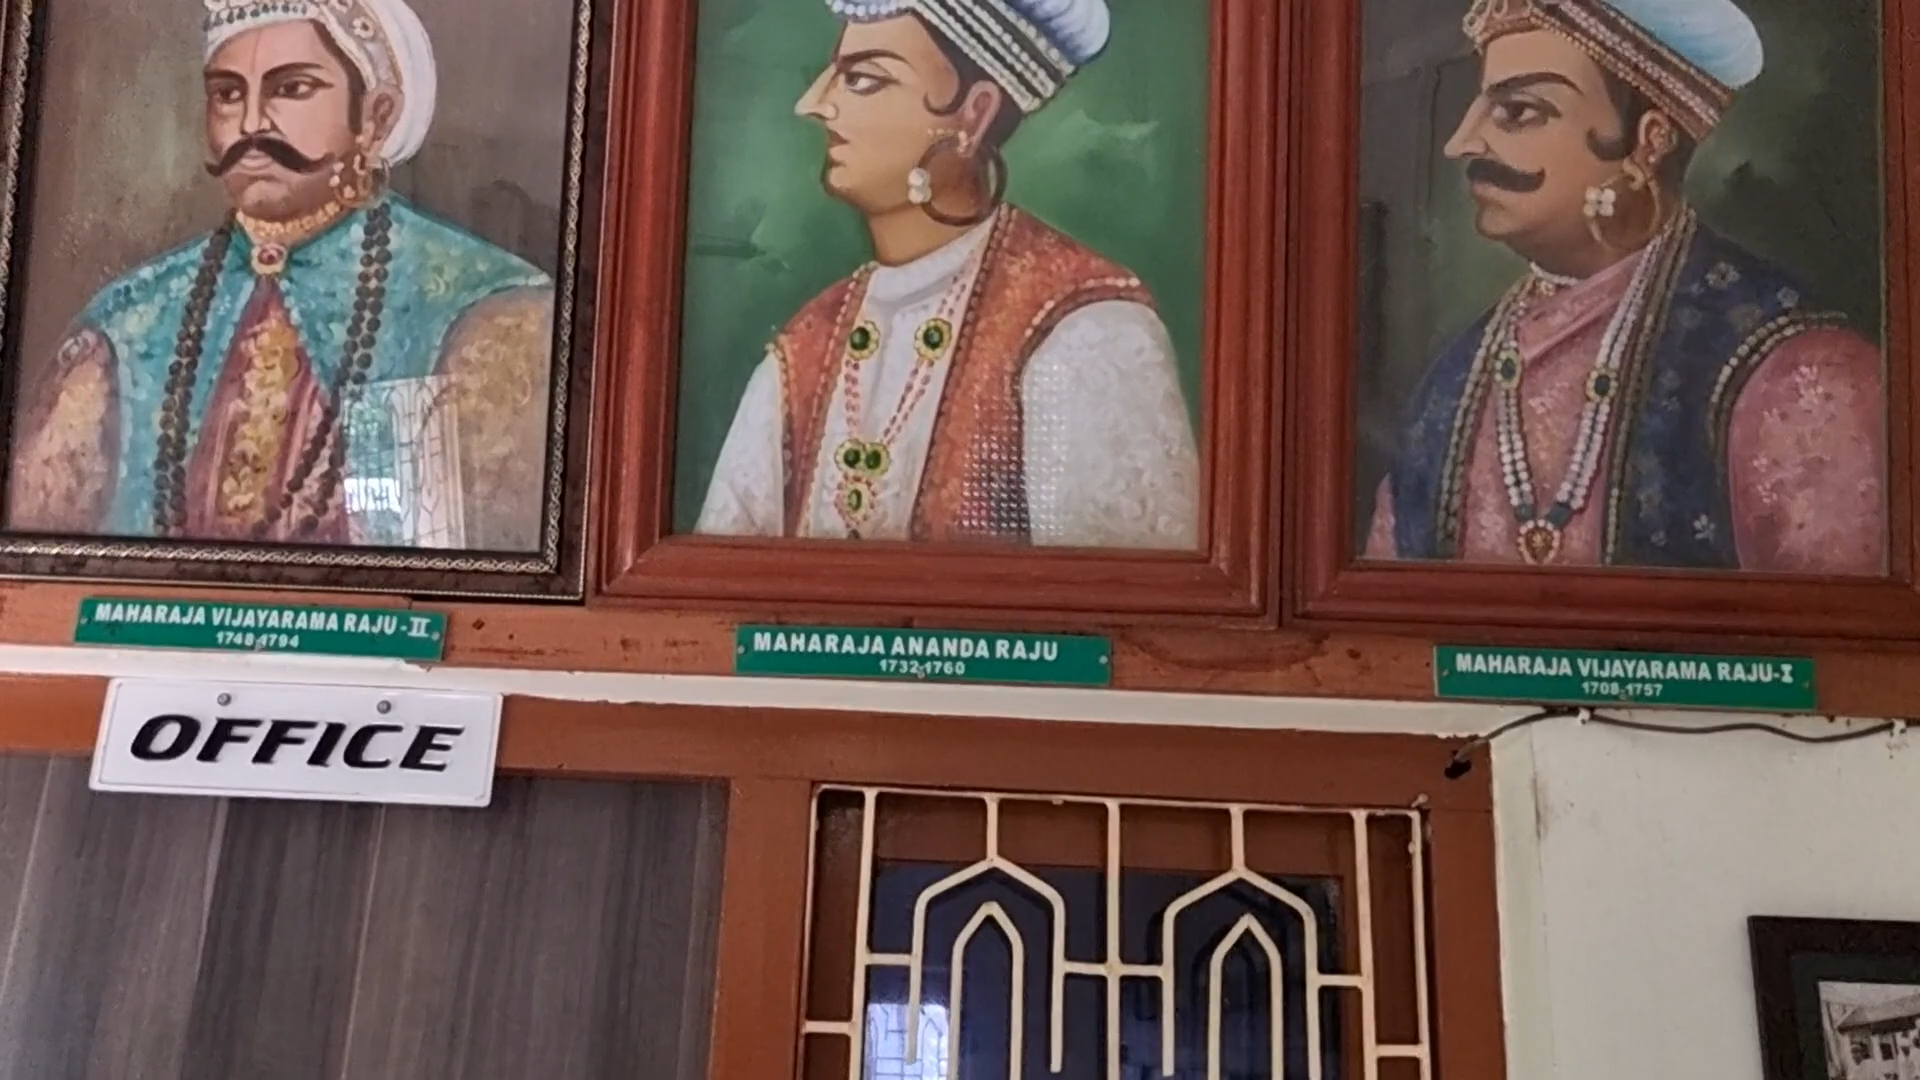 MAHARAJA VIJAYARAMA RAJU-II
1748-1794
MAHARAJA ANANDA RAJU
1732-1760
MAHARAJA VIJAYARAMA RAJU-I
1708-1757
OFFICE